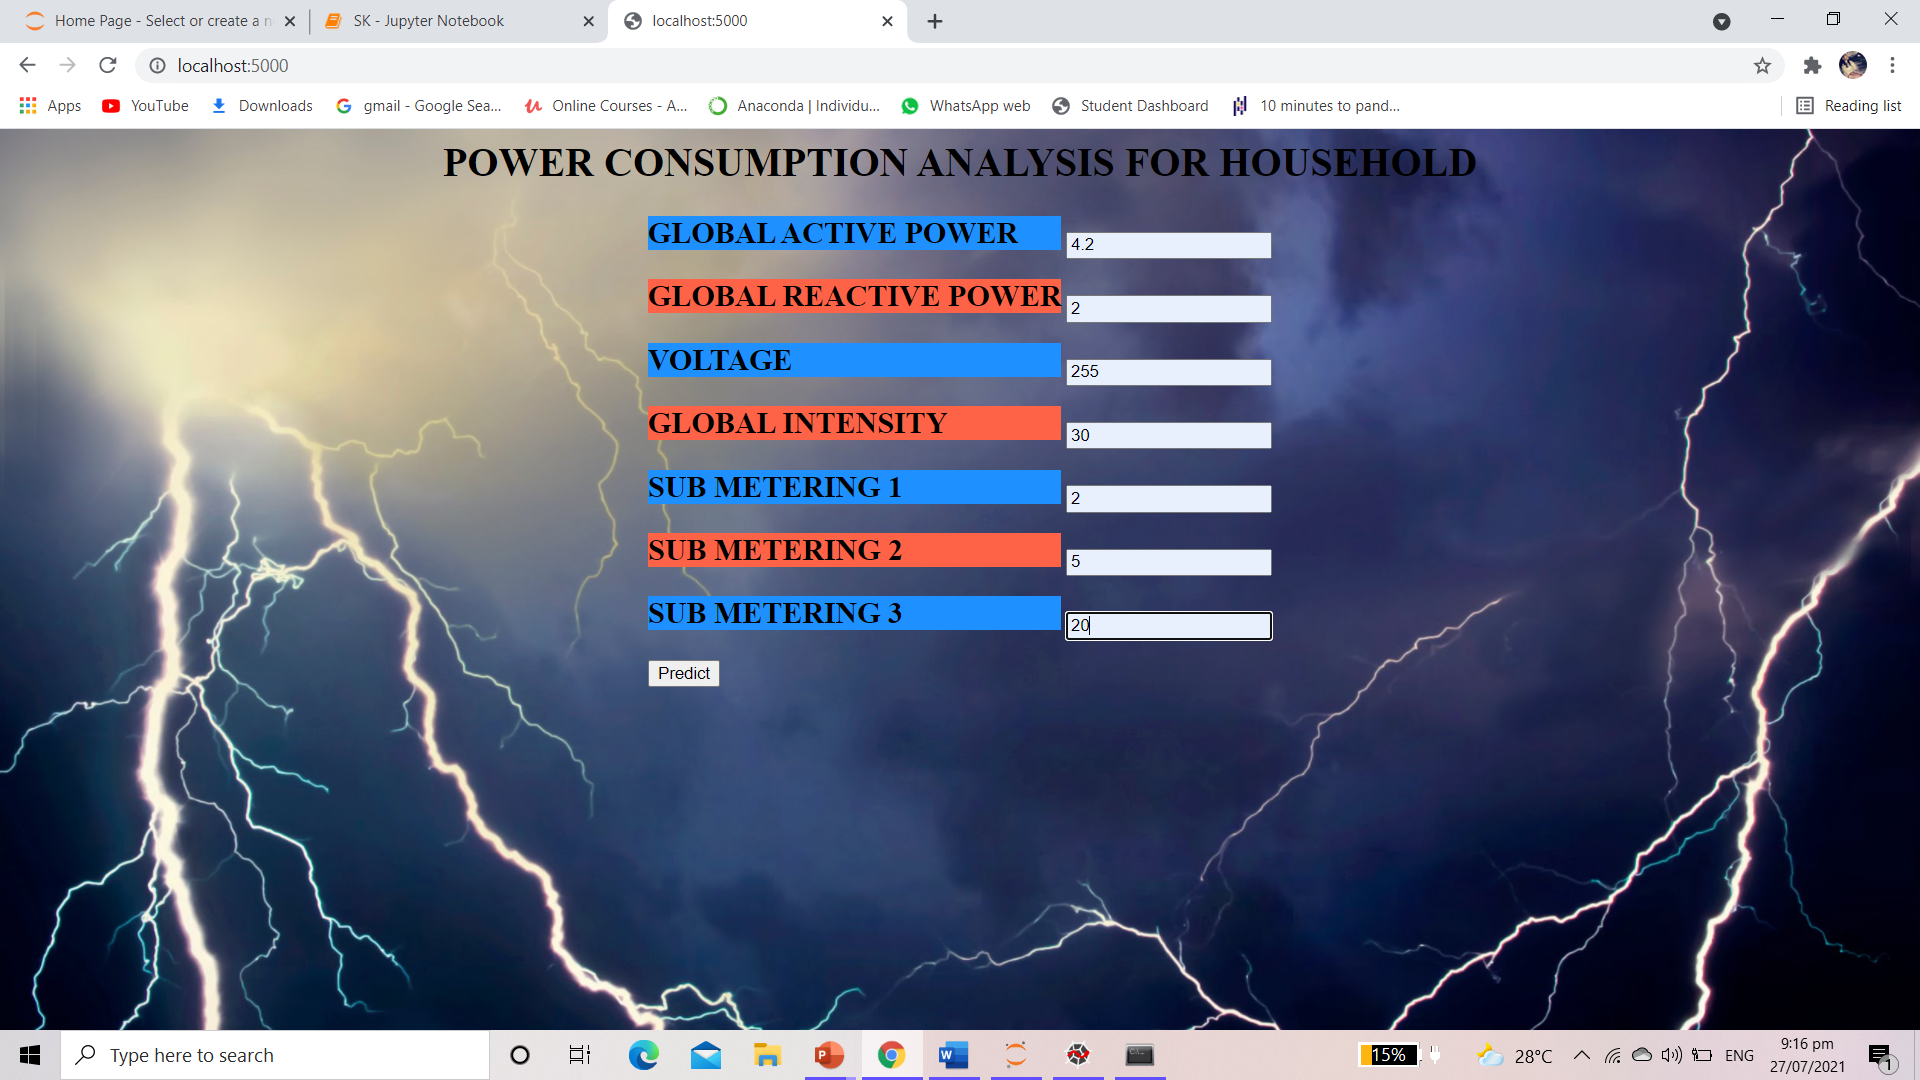 Home Page - Select or create a n
SK - Jupyter Notebook
localhost:5000
localhost:5000
Apps
YouTube
Downloads
gmail - Google Sea...
Online Courses - A...
Anaconda | Individu...
WhatsApp web
Student Dashboard
10 minutes to pand...
Reading list
POWER CONSUMPTION ANALYSIS FOR HOUSEHOLD
GLOBAL ACTIVE POWER 4.2
GLOBAL REACTIVE POWER 2
VOLTAGE 255
GLOBAL INTENSITY 30
SUB METERING 1 2
SUB METERING 2 5
SUB METERING 3 20
Predict
Type here to search
15%
28°C
ENG
9:16 pm
27/07/2021
1